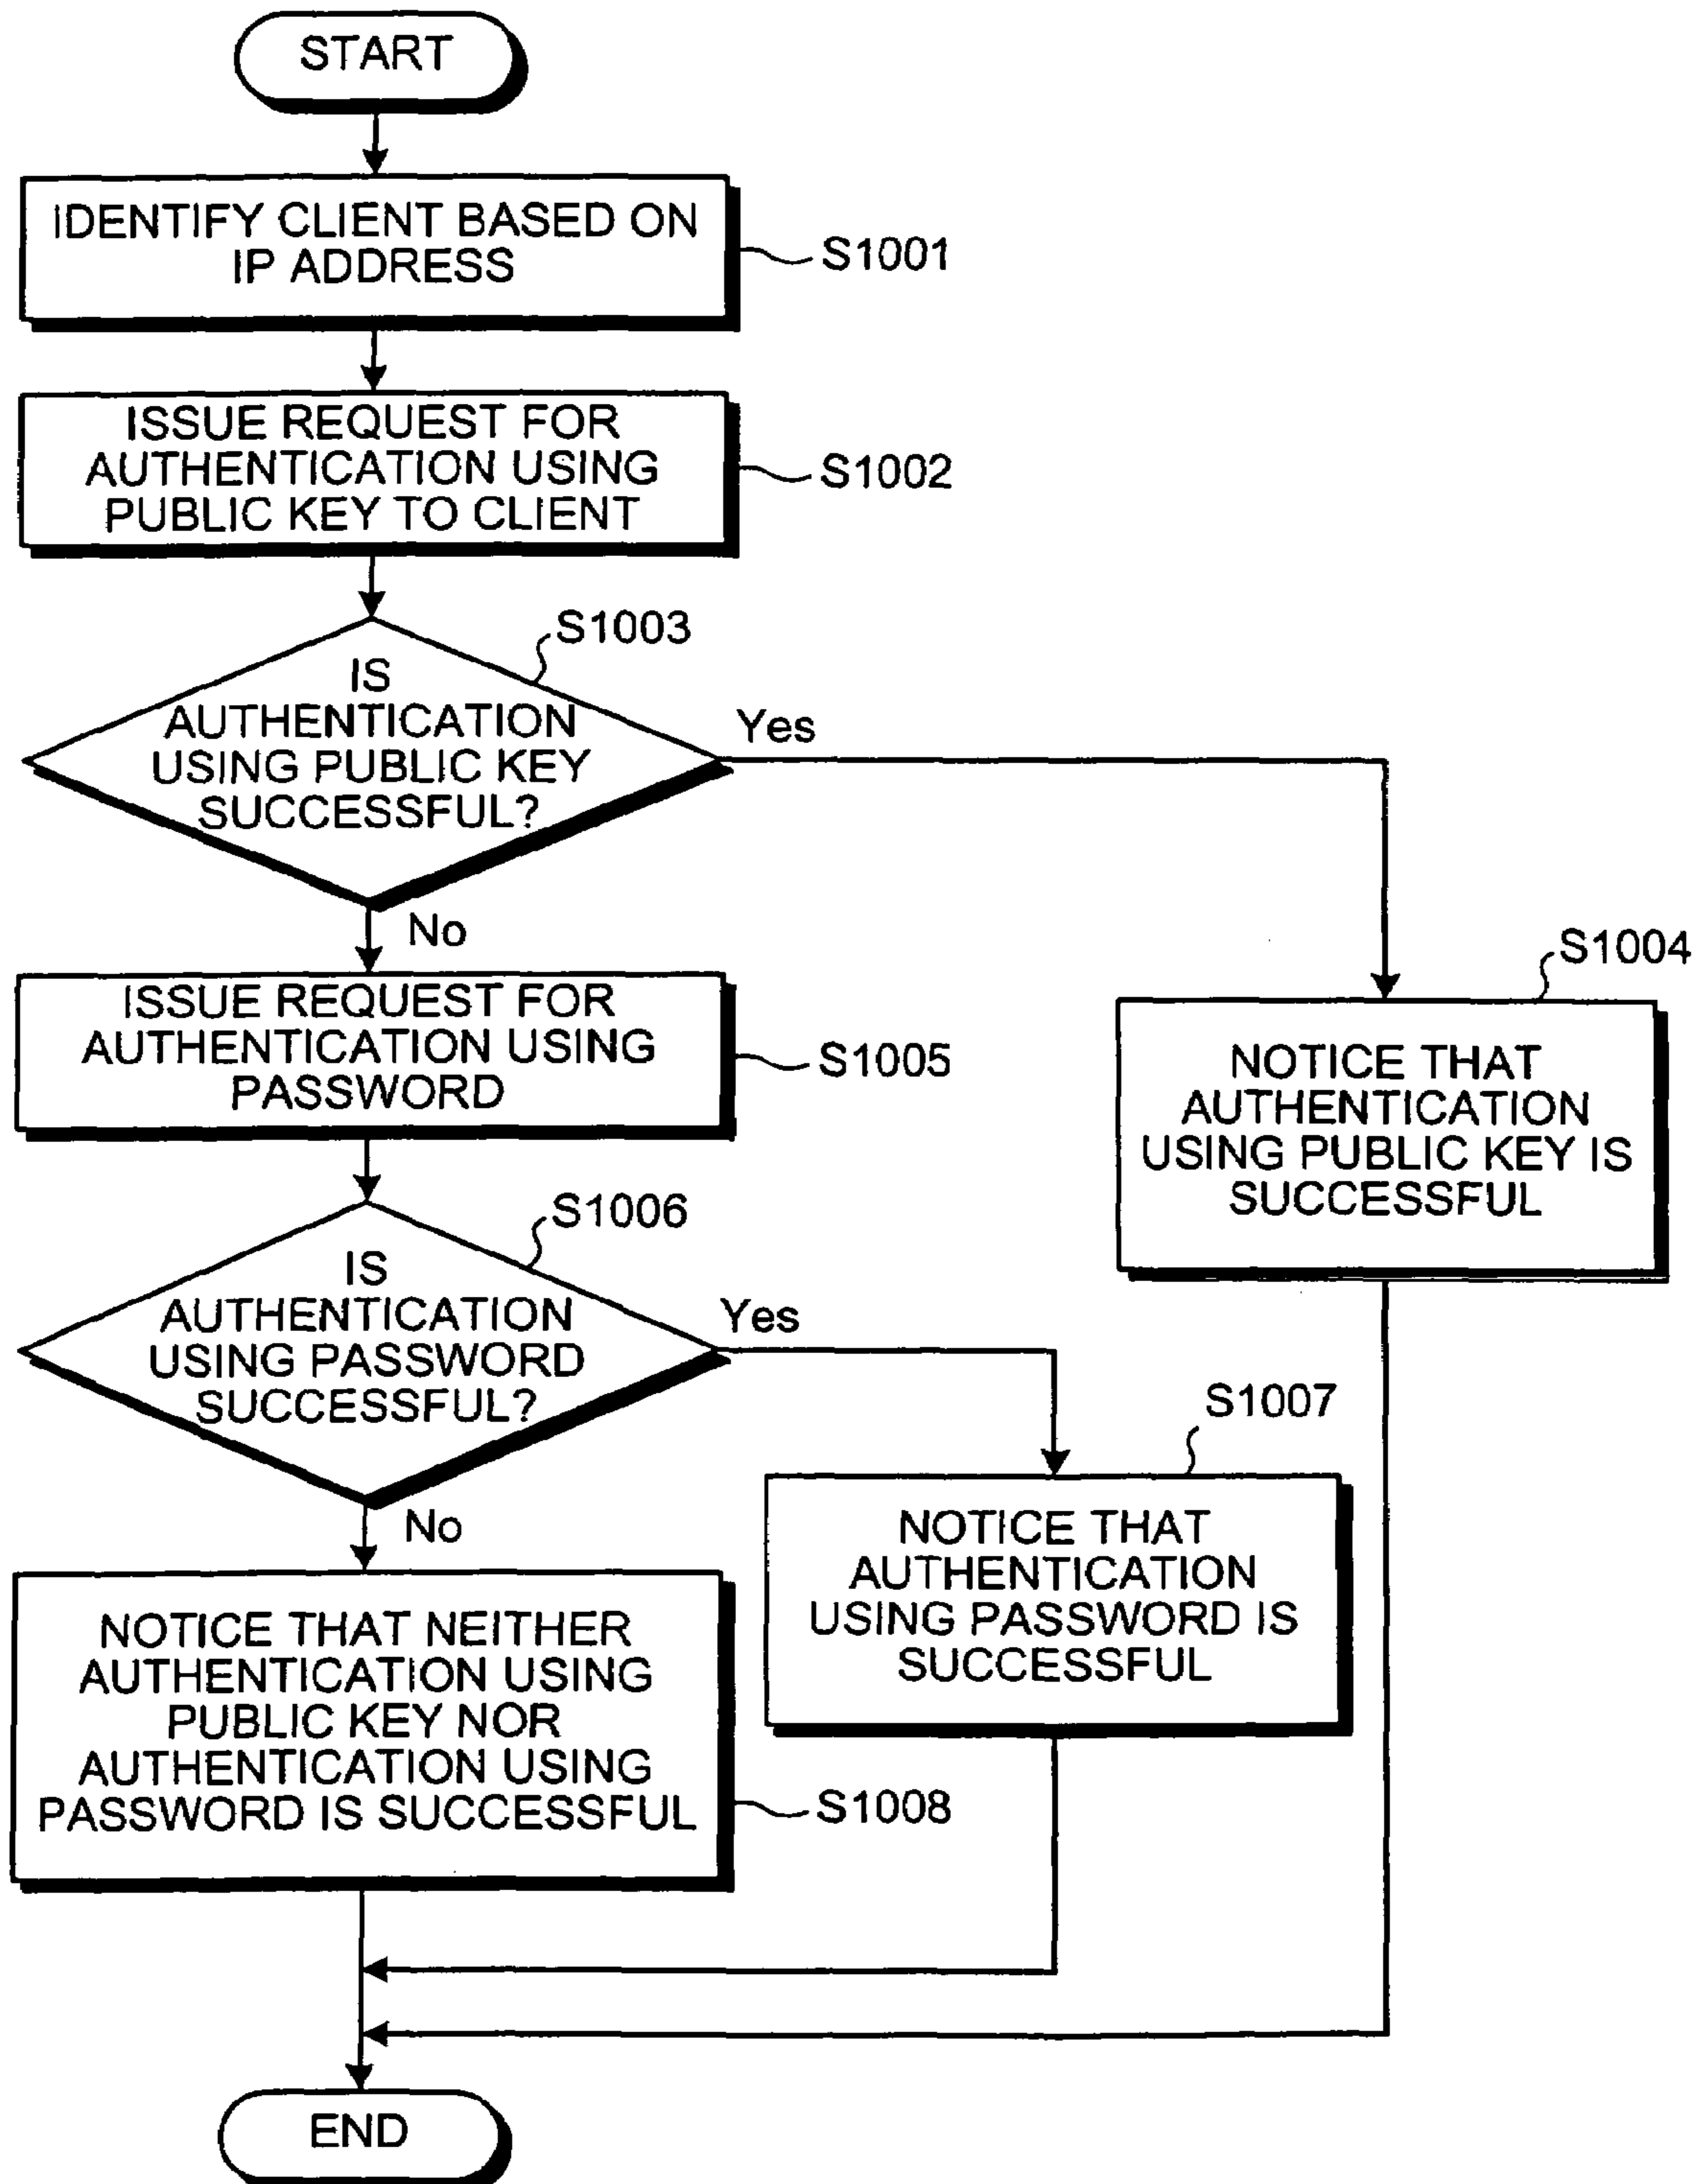 START
IDENTIFY CLIENT BASED ON
IP ADDRESS
S1001
ISSUE REQUEST FOR
AUTHENTICATION USING
PUBLIC KEY TO CLIENT
S1002
S1003
IS
AUTHENTICATION
USING PUBLIC KEY
SUCCESSFUL?
Yes
No
S1004
NOTICE THAT
AUTHENTICATION
USING PUBLIC KEY IS
SUCCESSFUL
ISSUE REQUEST FOR
AUTHENTICATION USING
PASSWORD
S1005
S1006
IS
AUTHENTICATION
USING PASSWORD
SUCCESSFUL?
Yes
No
S1007
NOTICE THAT
AUTHENTICATION
USING PASSWORD IS
SUCCESSFUL
NOTICE THAT NEITHER
AUTHENTICATION USING
PUBLIC KEY NOR
AUTHENTICATION USING
PASSWORD IS SUCCESSFUL
S1008
END